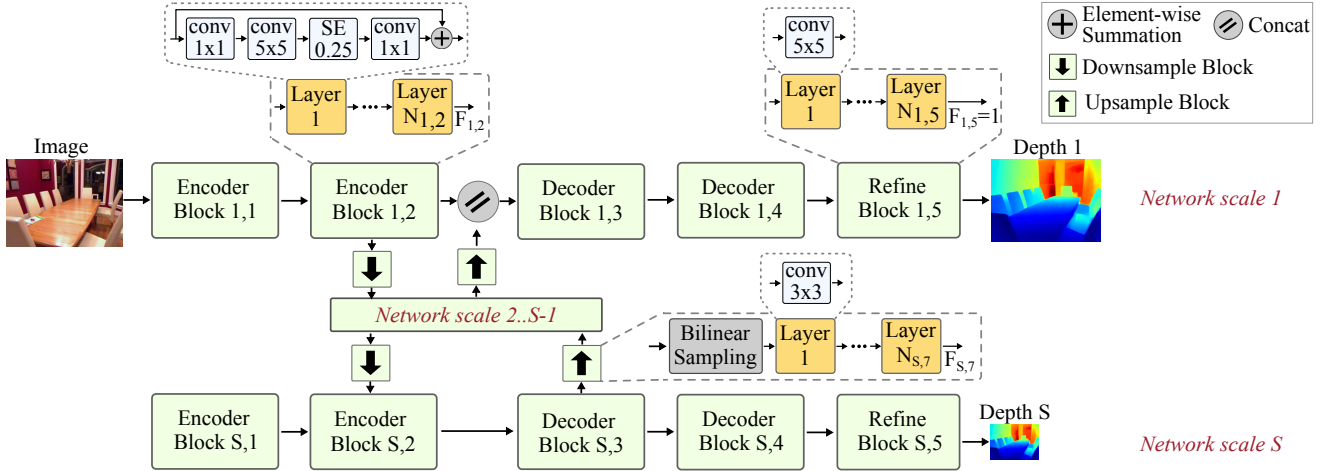 conv
1x1
conv
5x5
SE
0.25
conv
1x1
conv
5x5
Element-wise
Summation
Concat
Downsample Block
Upsample Block
Layer
1
Layer
N1,2
F1,2
Layer
1
Layer
N1,5
F1,5=1
Image
Encoder
Block 1,1
Encoder
Block 1,2
Decoder
Block 1,3
Decoder
Block 1,4
Refine
Block 1,5
Depth 1
Network scale 1
Network scale 2..S-1
conv
3x3
Bilinear
Sampling
Layer
1
Layer
NS,7
FS,7
Encoder
Block S,1
Encoder
Block S,2
Decoder
Block S,3
Decoder
Block S,4
Refine
Block S,5
Depth S
Network scale S